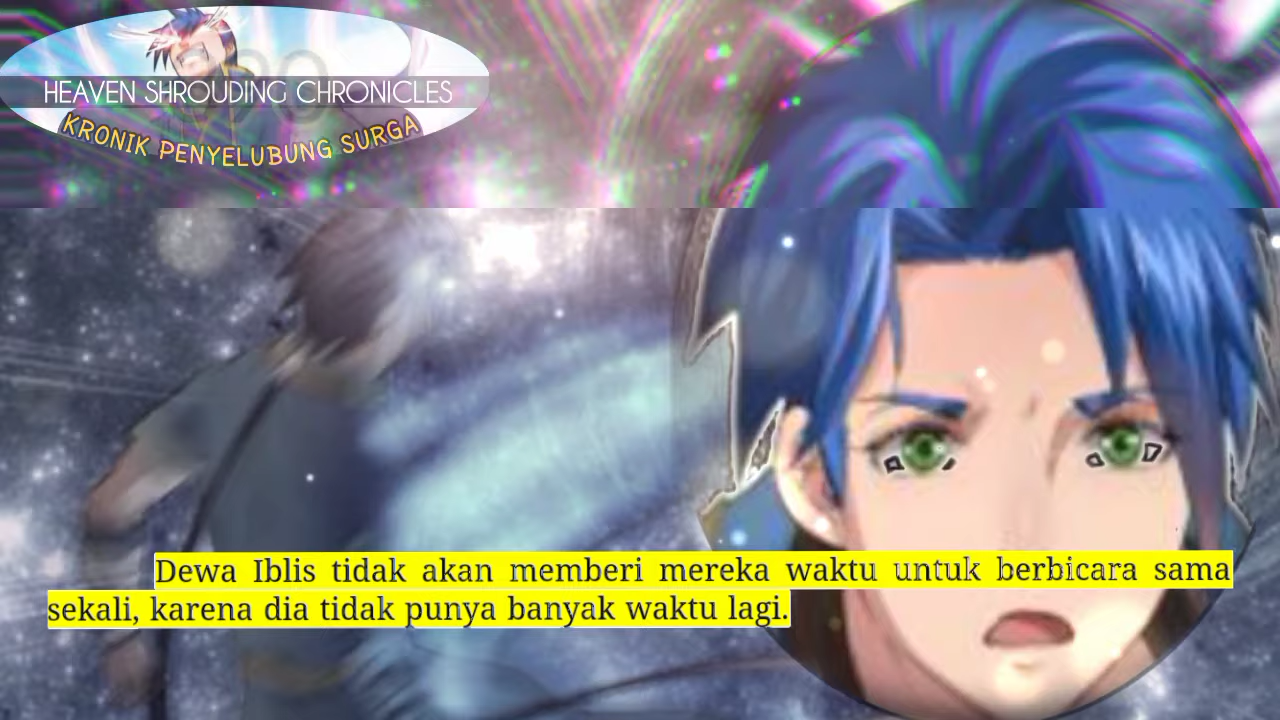 HEAVEN SHROUDING CHRONICLES
KRONIK PENYELUBUNG SURGA
Dewa Iblis tidak akan memberi mereka waktu untuk berbicara sama
sekali, karena dia tidak punya banyak waktu lagi.